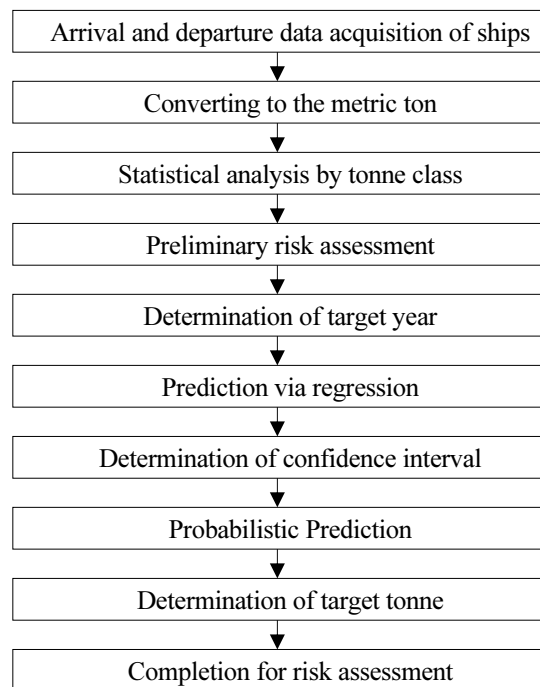 Arrival and departure data acquisition of ships
Converting to the metric ton
Statistical analysis by tonne class
Preliminary risk assessment
Determination of target year
Prediction via regression
Determination of confidence interval
Probabilistic Prediction
Determination of target tonne
Completion for risk assessment